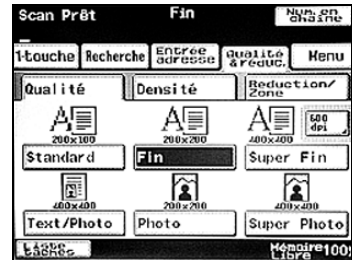 Scan Prêt Fin Num.en chaîne
1-touche Recherche Entrée adresse Qualité &réduc. Menu
Qualité Densité Réduction/ Zone
200x100 200x200 400x400 600 dpi
Standard Fin Super Fin
400x400 200x200 400x400
Text/Photo Photo Super Photo
Liste tâches Mémoire Libre 100%